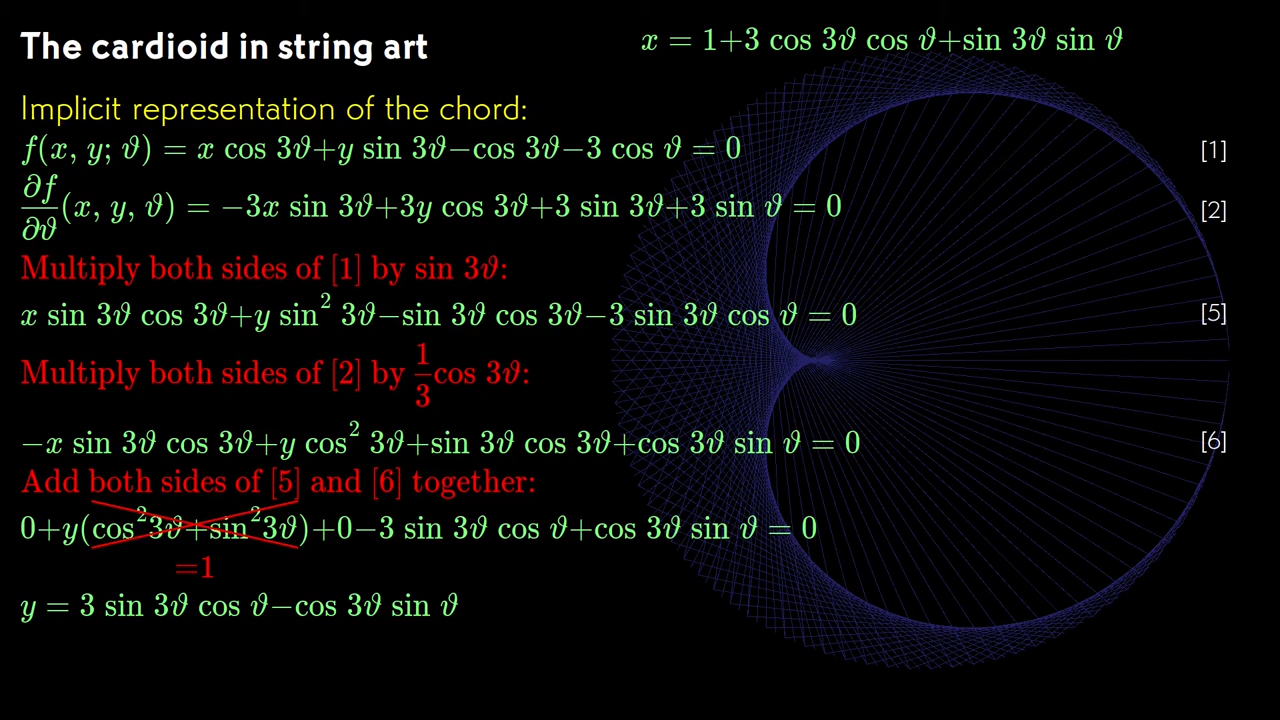 The cardioid in string art
x = 1+3 cos 3ϑ cos ϑ+sin 3ϑ sin ϑ
Implicit representation of the chord:
f(x, y; ϑ) = x cos 3ϑ+y sin 3ϑ−cos 3ϑ−3 cos ϑ = 0 [1]
∂f/∂ϑ(x, y, ϑ) = −3x sin 3ϑ+3y cos 3ϑ+3 sin 3ϑ+3 sin ϑ = 0 [2]
Multiply both sides of [1] by sin 3ϑ:
x sin 3ϑ cos 3ϑ+y sin² 3ϑ−sin 3ϑ cos 3ϑ−3 sin 3ϑ cos ϑ = 0 [5]
Multiply both sides of [2] by 1/3 cos 3ϑ:
−x sin 3ϑ cos 3ϑ+y cos² 3ϑ+sin 3ϑ cos 3ϑ+cos 3ϑ sin ϑ = 0 [6]
Add both sides of [5] and [6] together:
0+y(cos²3ϑ+sin²3ϑ)+0−3 sin 3ϑ cos ϑ+cos 3ϑ sin ϑ = 0
=1
y = 3 sin 3ϑ cos ϑ−cos 3ϑ sin ϑ